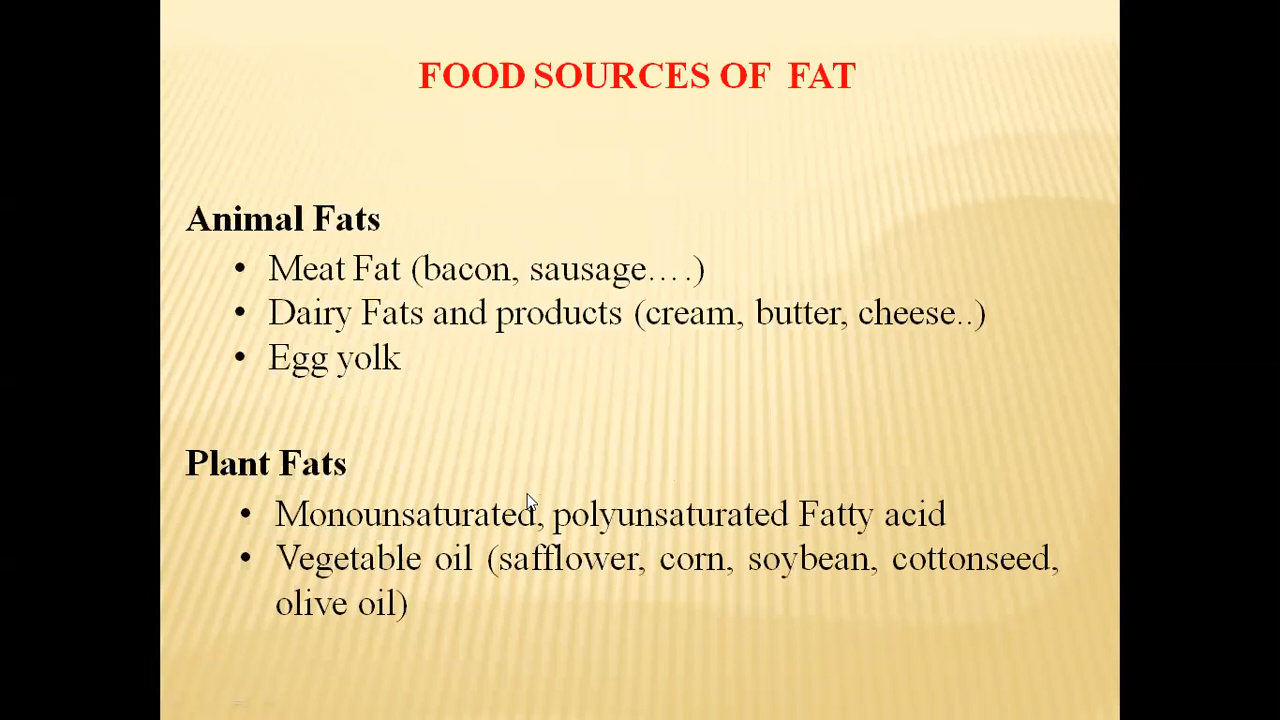 FOOD SOURCES OF FAT
Animal Fats
• Meat Fat (bacon, sausage….)
• Dairy Fats and products (cream, butter, cheese..)
• Egg yolk
Plant Fats
• Monounsaturated, polyunsaturated Fatty acid
• Vegetable oil (safflower, corn, soybean, cottonseed,
olive oil)